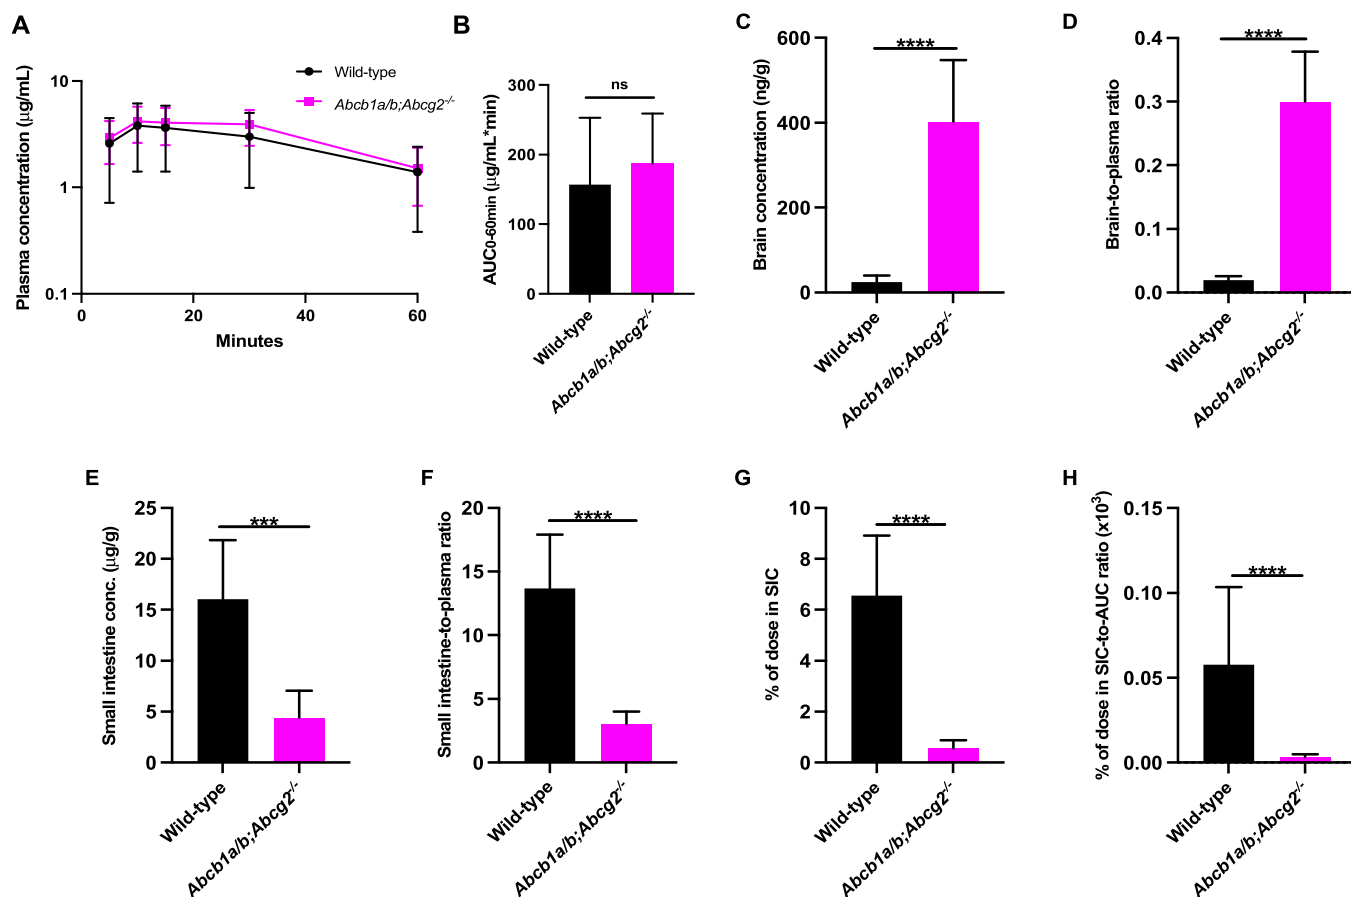 A
Plasma concentration (µg/mL)
10
1
0.1
0
20
40
60
Minutes
Wild-type
Abcb1a/b;Abcg2-/-
B
AUC0-60min (µg/mL*min)
300
200
100
0
ns
Wild-type
Abcb1a/b;Abcg2-/-
C
Brain concentration (ng/g)
600
400
200
0
****
Wild-type
Abcb1a/b;Abcg2-/-
D
Brain-to-plasma ratio
0.4
0.3
0.2
0.1
0.0
****
Wild-type
Abcb1a/b;Abcg2-/-
E
Small intestine conc. (µg/g)
25
20
15
10
5
0
***
Wild-type
Abcb1a/b;Abcg2-/-
F
Small intestine-to-plasma ratio
20
15
10
5
0
****
Wild-type
Abcb1a/b;Abcg2-/-
G
% of dose in SIC
10
8
6
4
2
0
****
Wild-type
Abcb1a/b;Abcg2-/-
H
% of dose in SIC-to-AUC ratio (x10³)
0.15
0.10
0.05
0.00
****
Wild-type
Abcb1a/b;Abcg2-/-